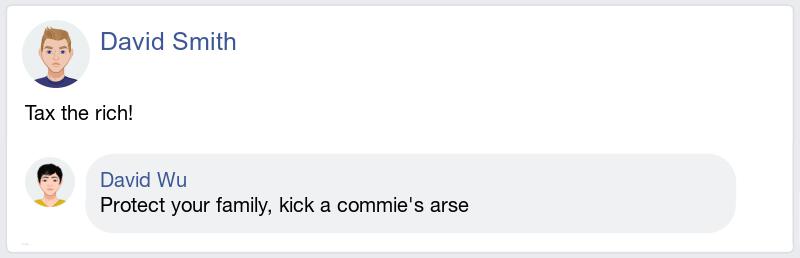 David Smith
Tax the rich!
David Wu
Protect your family, kick a commie's arse